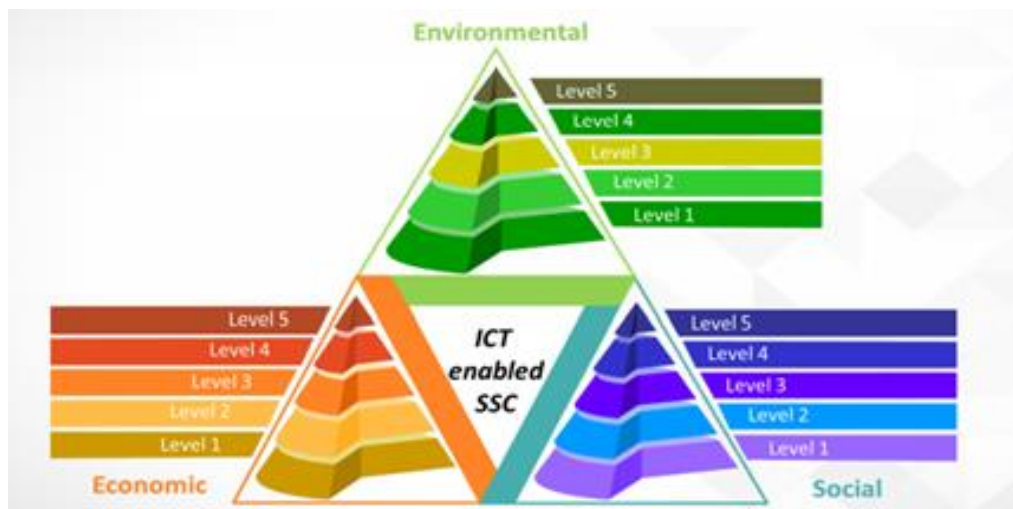 Environmental
Level 5
Level 4
Level 3
Level 2
Level 1
Level 5
Level 4
Level 3
Level 2
Level 1
Economic
ICT
enabled
SSC
Level 5
Level 4
Level 3
Level 2
Level 1
Social